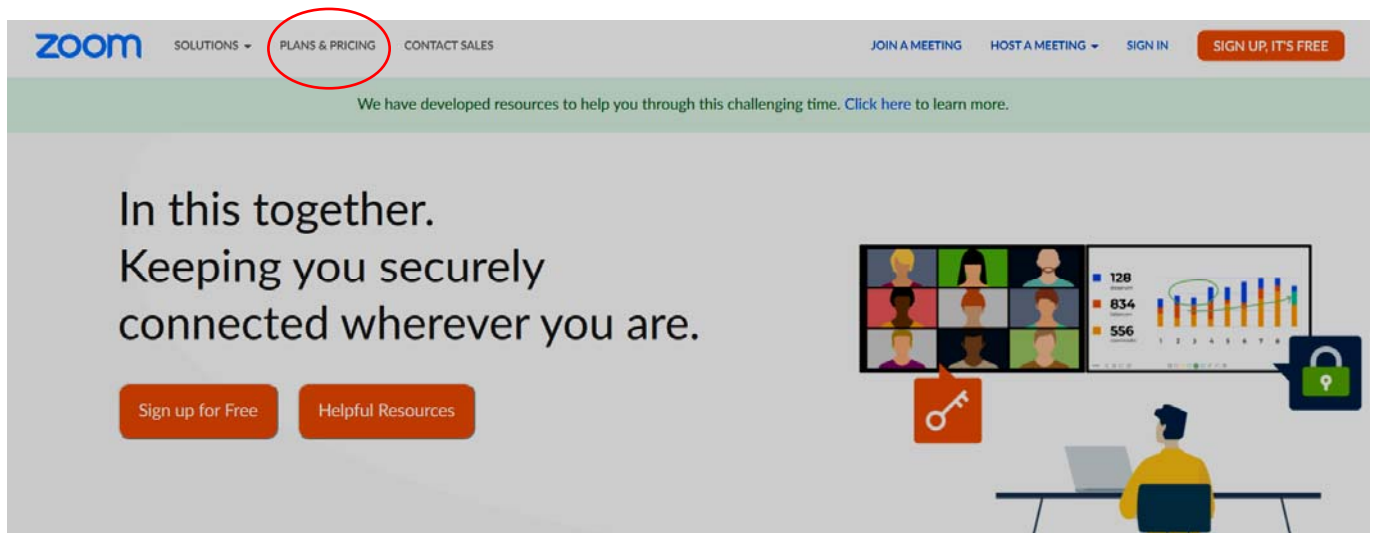 zoom SOLUTIONS PLANS & PRICING CONTACT SALES JOIN A MEETING HOST A MEETING SIGN IN SIGN UP, IT'S FREE
We have developed resources to help you through this challenging time. Click here to learn more.
In this together.
Keeping you securely
connected wherever you are.
Sign up for Free Helpful Resources
128
834
556
1 2 3 4 5 6 7 8